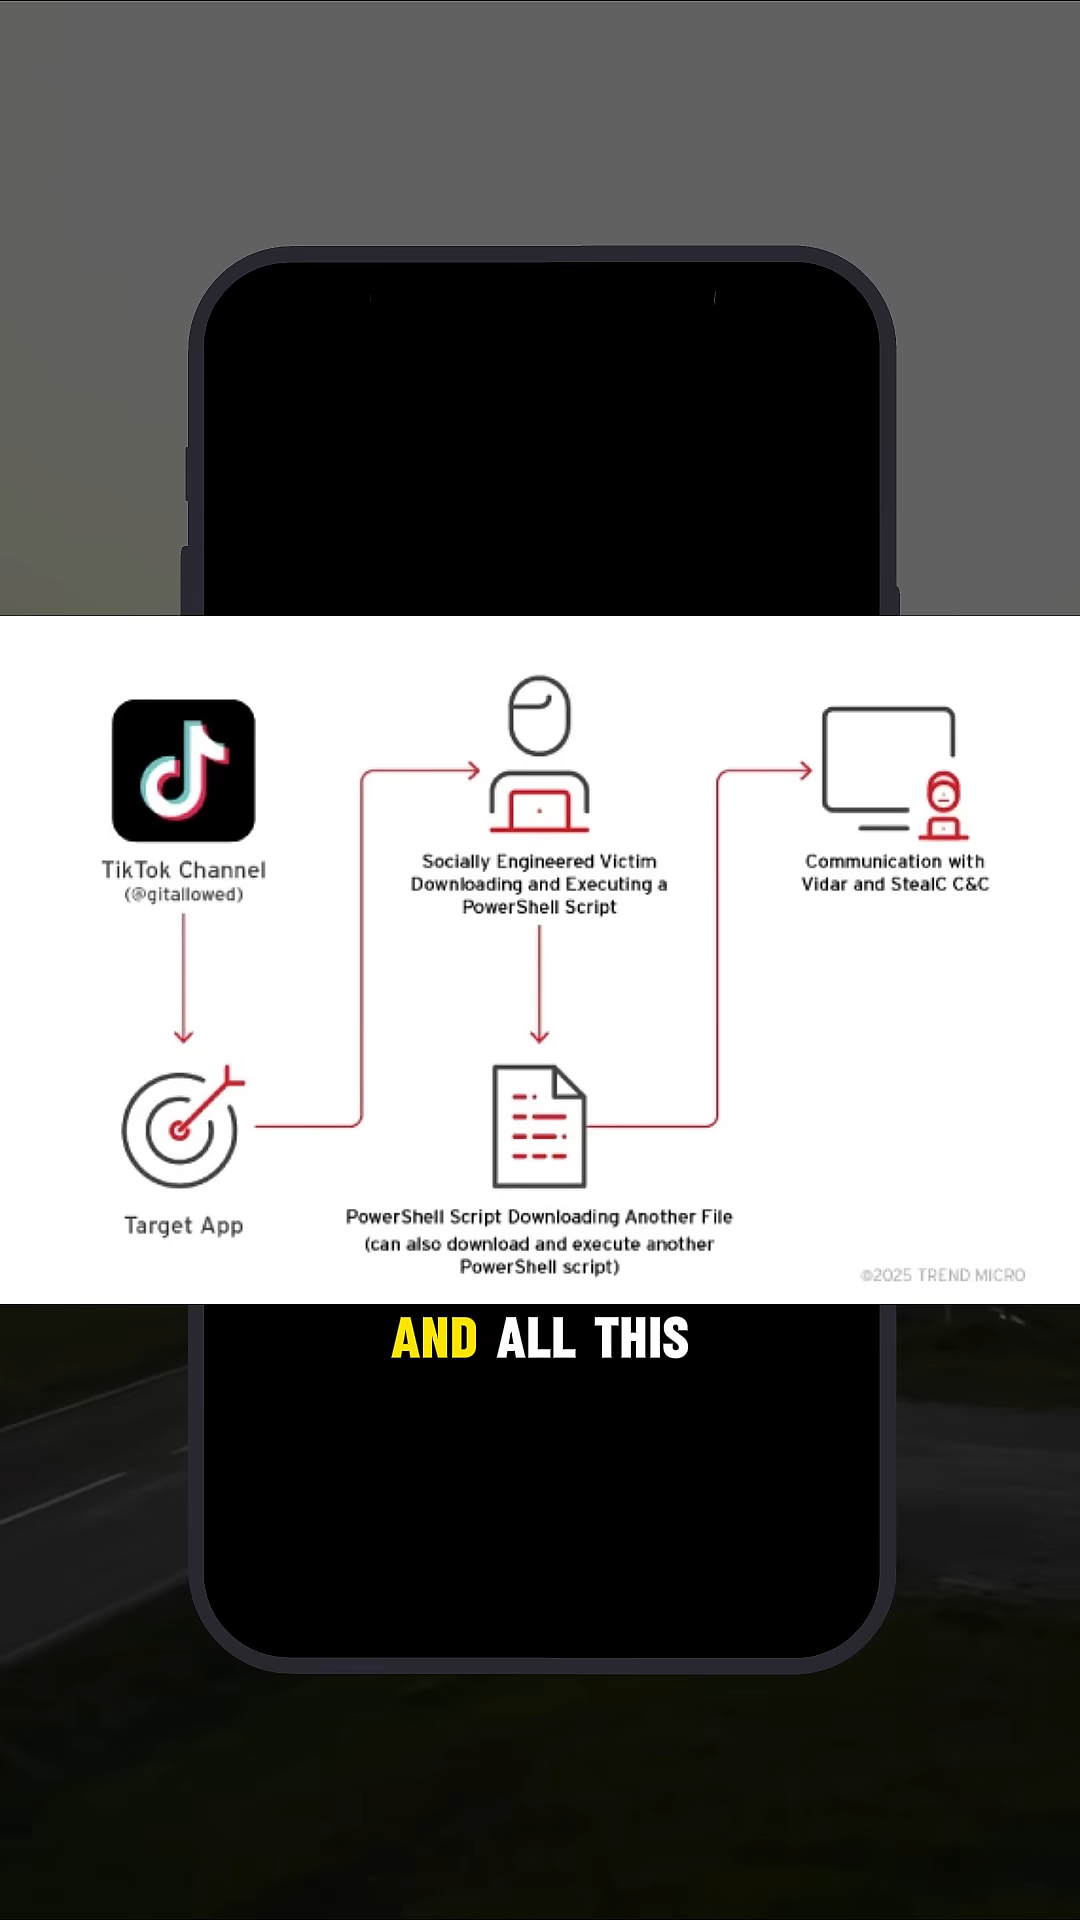 TikTok Channel
(@gitallowed)
Target App
Socially Engineered Victim
Downloading and Executing a
PowerShell Script
PowerShell Script Downloading Another File
(can also download and execute another
PowerShell script)
Communication with
Vidar and StealC C&C
©2025 TREND MICRO
AND ALL THIS